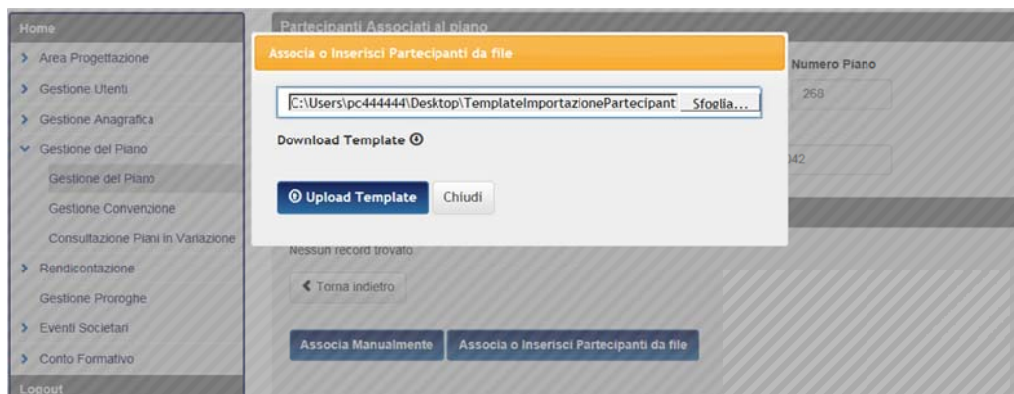 Home
Area Progettazione
Gestione Utenti
Gestione Anagrafica
Gestione del Piano
Gestione del Piano
Gestione Convenzione
Consultazione Piani in Variazione
Rendicontazione
Gestione Proroghe
Eventi Societari
Conto Formativo
Logout
Partecipanti Associati al piano
Associa o Inserisci Partecipanti da file
C:\Users\pc444444\Desktop\TemplateImportazionePartecipant Sfoglia...
Download Template
Upload Template Chiudi
Numero Piano
268
042
Nessun record trovato
Torna indietro
Associa Manualmente Associa o Inserisci Partecipanti da file